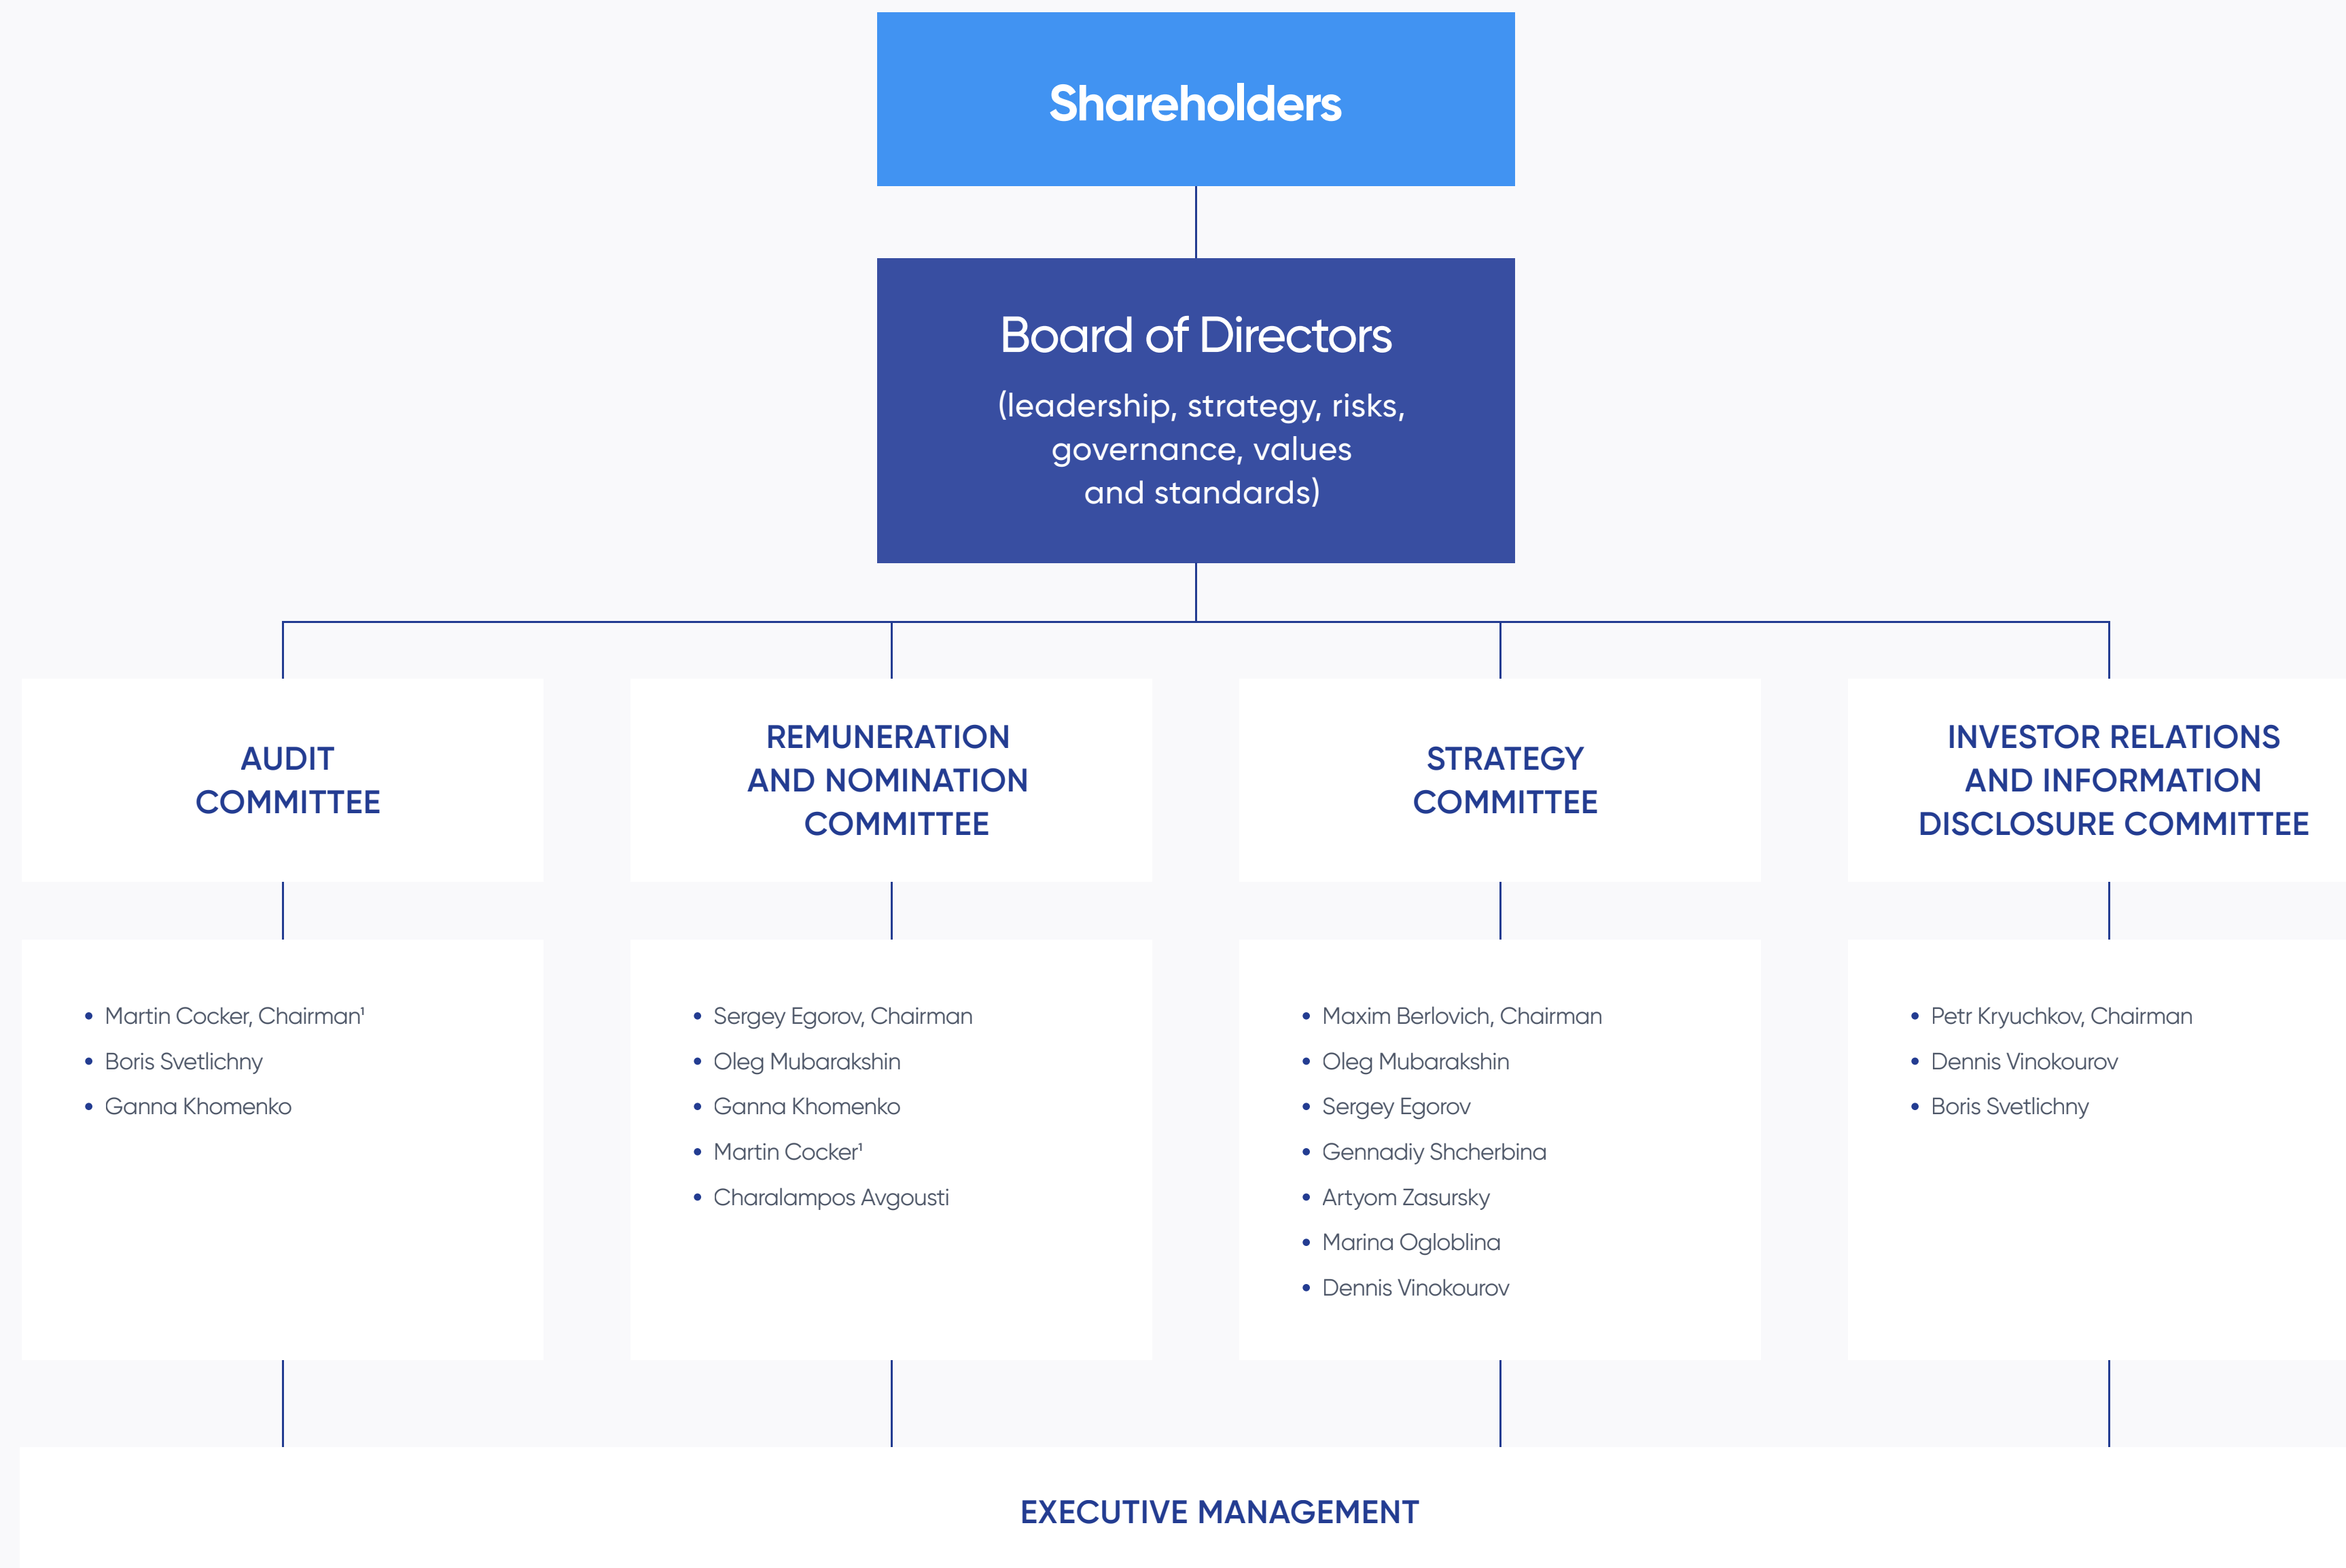 Shareholders
Board of Directors
(leadership, strategy, risks,
governance, values
and standards)
AUDIT
COMMITTEE
REMUNERATION
AND NOMINATION
COMMITTEE
STRATEGY
COMMITTEE
INVESTOR RELATIONS
AND INFORMATION
DISCLOSURE COMMITTEE
• Martin Cocker, Chairman¹
• Boris Svetlichny
• Ganna Khomenko
• Sergey Egorov, Chairman
• Oleg Mubarakshin
• Ganna Khomenko
• Martin Cocker¹
• Charalampos Avgousti
• Maxim Berlovich, Chairman
• Oleg Mubarakshin
• Sergey Egorov
• Gennadiy Shcherbina
• Artyom Zasursky
• Marina Ogloblina
• Dennis Vinokourov
• Petr Kryuchkov, Chairman
• Dennis Vinokourov
• Boris Svetlichny
EXECUTIVE MANAGEMENT